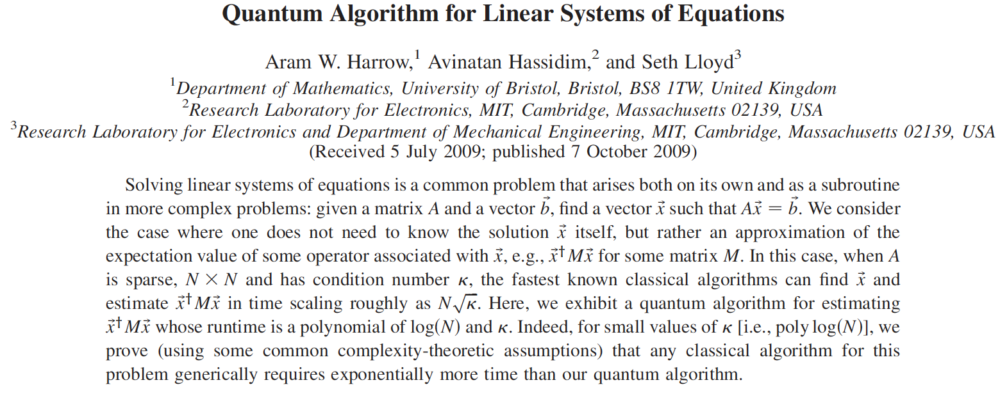 Quantum Algorithm for Linear Systems of Equations
Aram W. Harrow,¹ Avinatan Hassidim,² and Seth Lloyd³
¹Department of Mathematics, University of Bristol, Bristol, BS8 1TW, United Kingdom
²Research Laboratory for Electronics, MIT, Cambridge, Massachusetts 02139, USA
³Research Laboratory for Electronics and Department of Mechanical Engineering, MIT, Cambridge, Massachusetts 02139, USA
(Received 5 July 2009; published 7 October 2009)
Solving linear systems of equations is a common problem that arises both on its own and as a subroutine
in more complex problems: given a matrix A and a vector b⃗, find a vector x⃗ such that Ax⃗ = b⃗. We consider
the case where one does not need to know the solution x⃗ itself, but rather an approximation of the
expectation value of some operator associated with x⃗, e.g., x⃗†Mx⃗ for some matrix M. In this case, when A
is sparse, N × N and has condition number κ, the fastest known classical algorithms can find x⃗ and
estimate x⃗†Mx⃗ in time scaling roughly as N√κ. Here, we exhibit a quantum algorithm for estimating
x⃗†Mx⃗ whose runtime is a polynomial of log(N) and κ. Indeed, for small values of κ [i.e., poly log(N)], we
prove (using some common complexity-theoretic assumptions) that any classical algorithm for this
problem generically requires exponentially more time than our quantum algorithm.